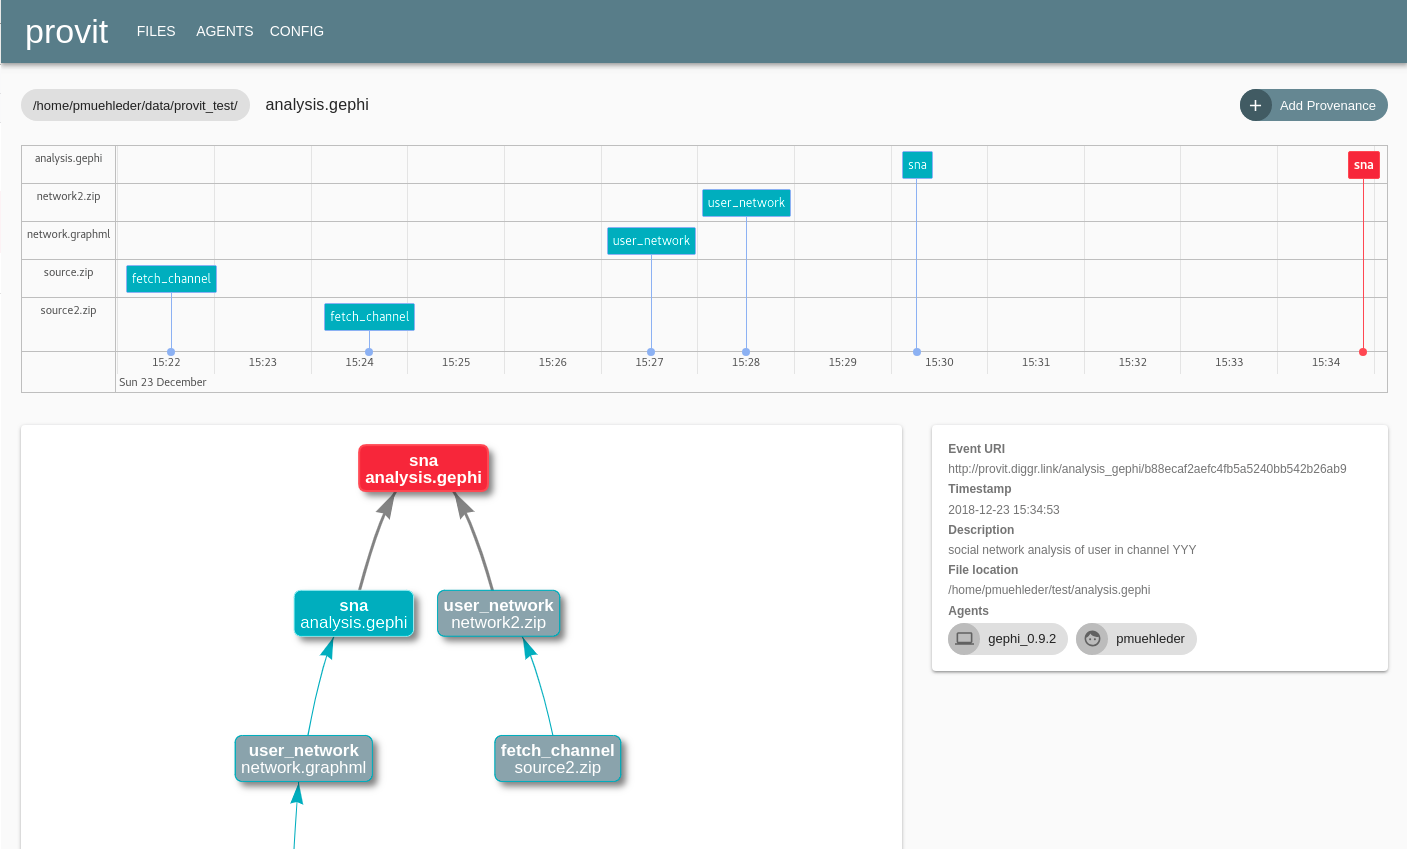 provit FILES AGENTS CONFIG
/home/pmuehleder/data/provit_test/ analysis.gephi + Add Provenance
analysis.gephi sna sna
network2.zip user_network
network.graphml user_network
source.zip fetch_channel
source2.zip fetch_channel
15:22 15:23 15:24 15:25 15:26 15:27 15:28 15:29 15:30 15:31 15:32 15:33 15:34
Sun 23 December
sna
analysis.gephi
sna
analysis.gephi
user_network
network2.zip
user_network
network.graphml
fetch_channel
source2.zip
Event URI
http://provit.diggr.link/analysis_gephi/b88ecaf2aefc4fb5a5240bb542b26ab9
Timestamp
2018-12-23 15:34:53
Description
social network analysis of user in channel YYY
File location
/home/pmuehleder/test/analysis.gephi
Agents
gephi_0.9.2 pmuehleder